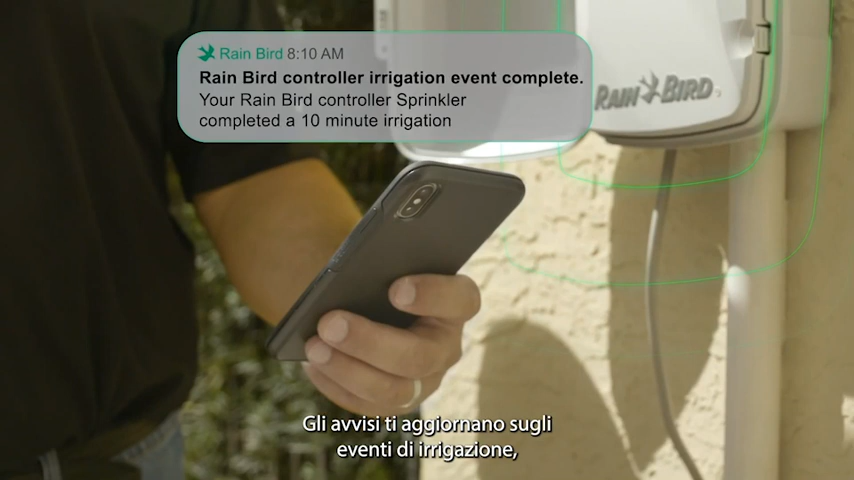 Rain Bird 8:10 AM
Rain Bird controller irrigation event complete.
Your Rain Bird controller Sprinkler
completed a 10 minute irrigation
RAIN BIRD
Gli avvisi ti aggiornano sugli
eventi di irrigazione,